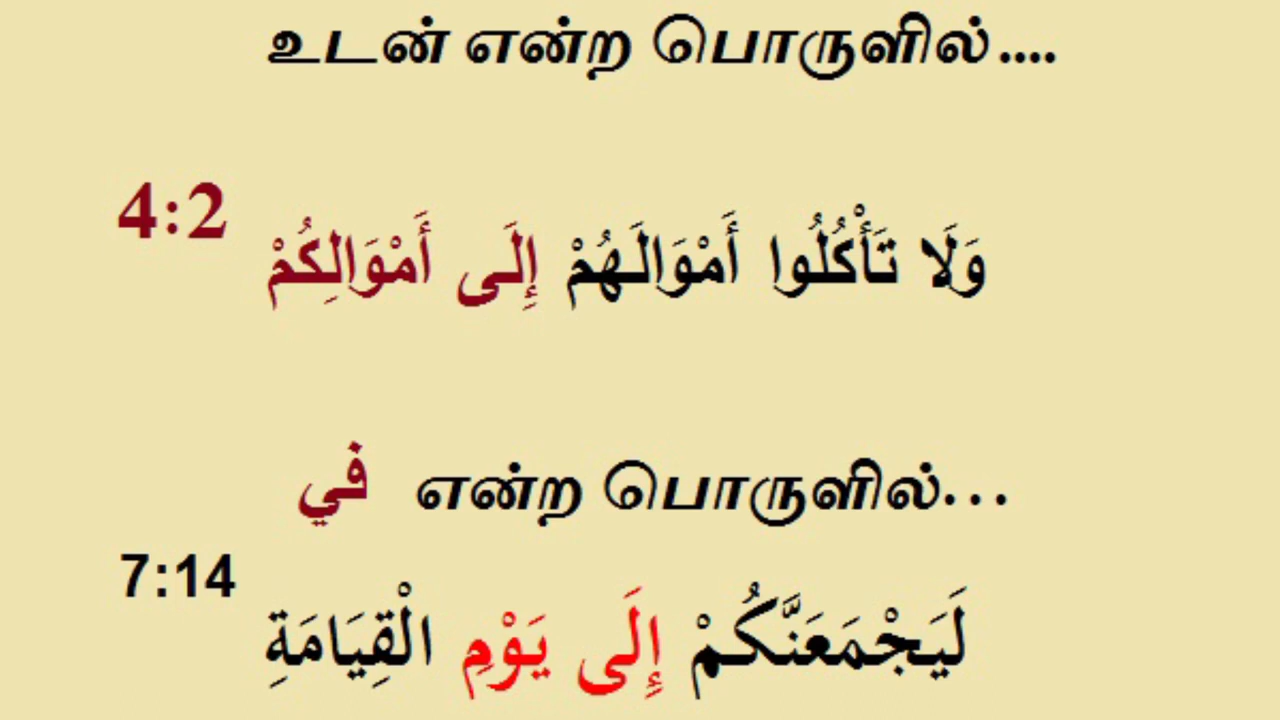 உடன் என்ற பொருளில்....
4:2 وَلَا تَأْكُلُوا أَمْوَالَهُمْ إِلَى أَمْوَالِكُمْ
في என்ற பொருளில்...
7:14 لَيَجْمَعَنَّكُمْ إِلَى يَوْمِ الْقِيَامَةِ